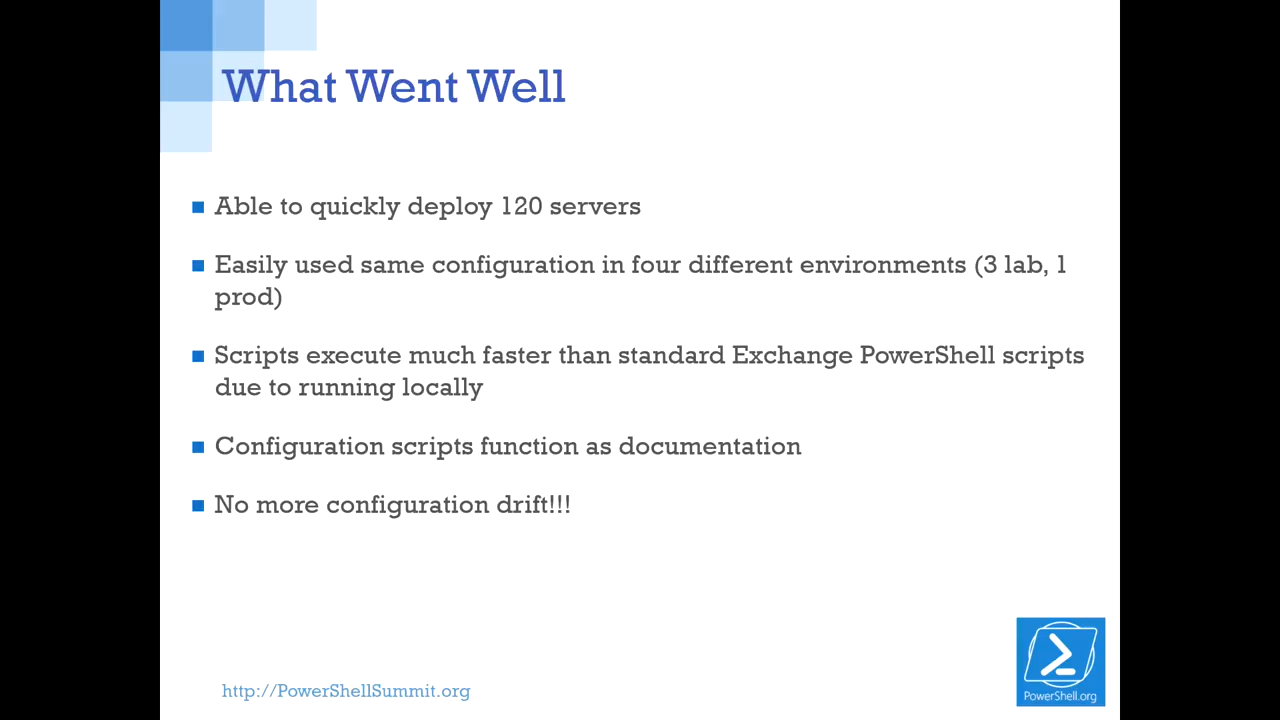 What Went Well
Able to quickly deploy 120 servers
Easily used same configuration in four different environments (3 lab, 1
prod)
Scripts execute much faster than standard Exchange PowerShell scripts
due to running locally
Configuration scripts function as documentation
No more configuration drift!!!
http://PowerShellSummit.org
PowerShell.org